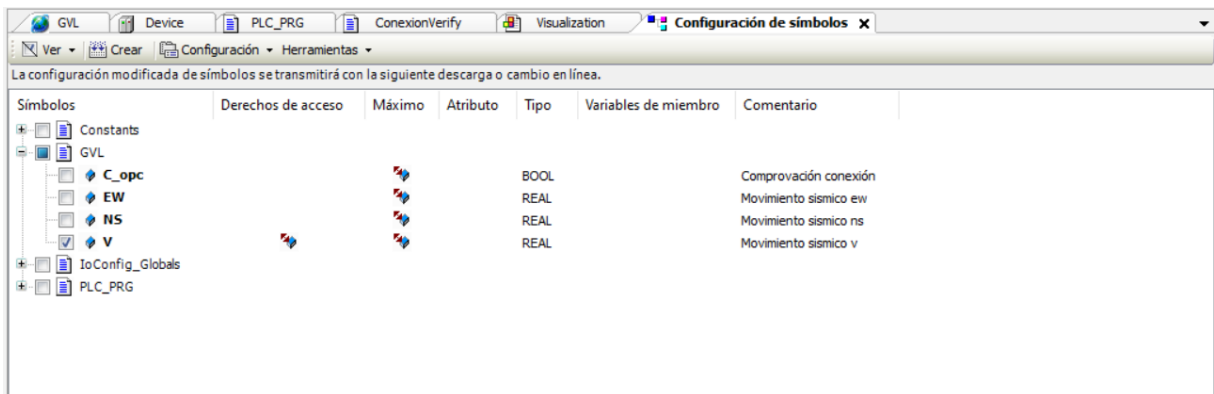 GVL Device PLC_PRG ConexionVerify Visualization Configuración de símbolos X
Ver Crear Configuración Herramientas
La configuración modificada de símbolos se transmitirá con la siguiente descarga o cambio en línea.
Símbolos Derechos de acceso Máximo Atributo Tipo Variables de miembro Comentario
Constants
GVL
C_opc BOOL Comprovación conexión
EW REAL Movimiento sismico ew
NS REAL Movimiento sismico ns
V REAL Movimiento sismico v
IoConfig_Globals
PLC_PRG